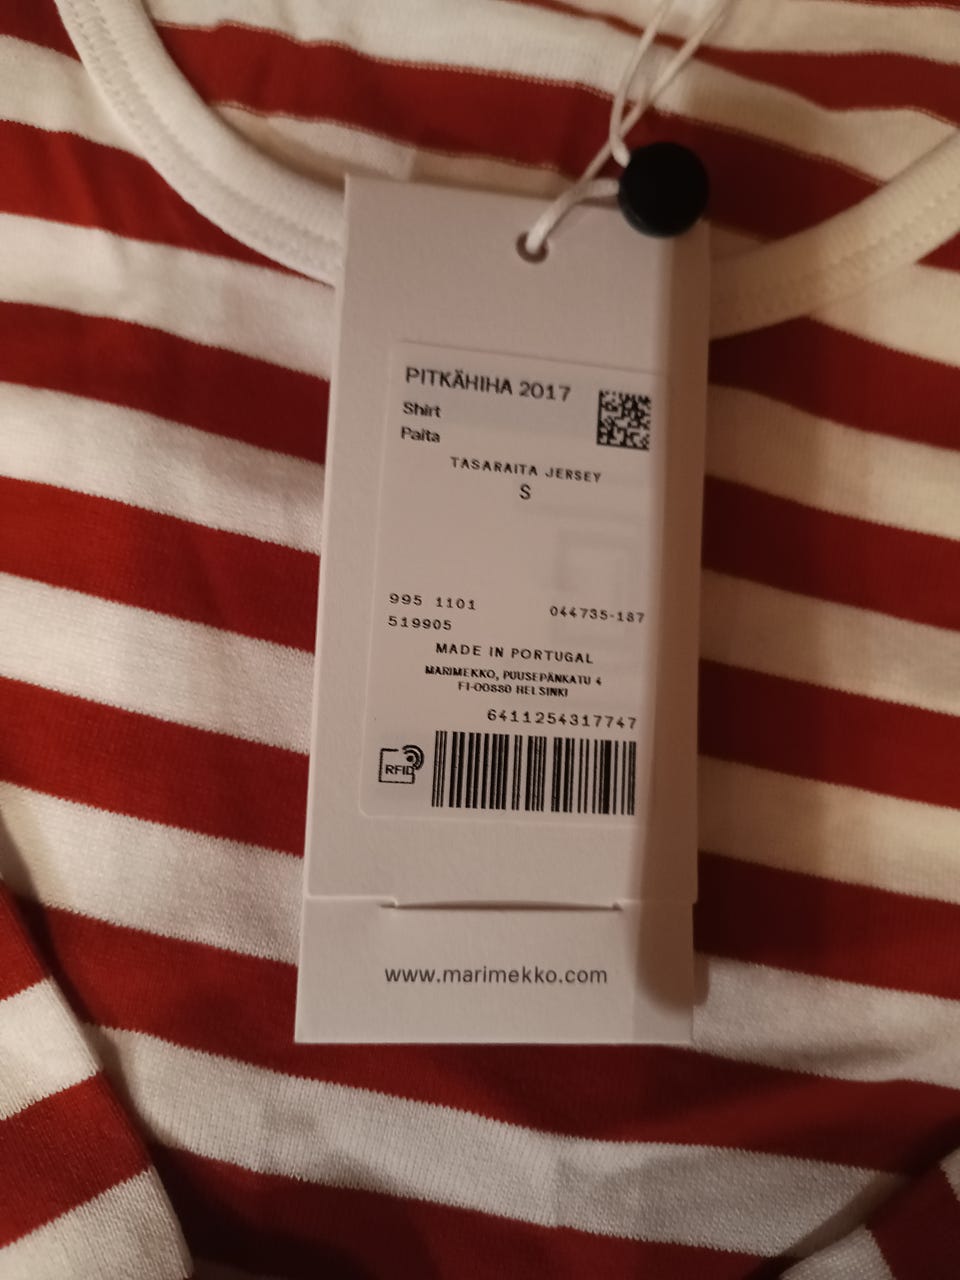 PITKÄHIHA 2017
Shirt
Paita
TASARAITA JERSEY
S
995 1101
044735-187
519905
MADE IN PORTUGAL
MARIMEKKO, PUUSEPÄNKATU 4
FI-00880 HELSINKI
6411254317747
RFID
www.marimekko.com